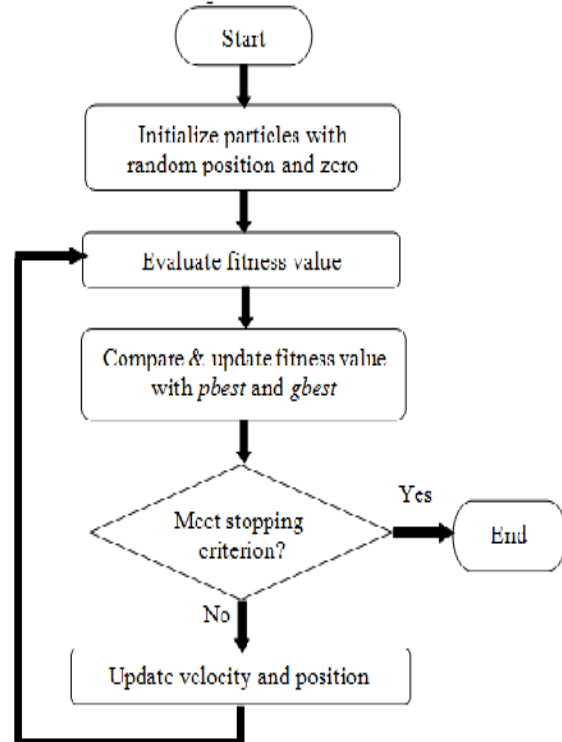 Start
Initialize particles with
random position and zero
Evaluate fitness value
Compare & update fitness value
with pbest and gbest
Meet stopping
criterion?
Yes
End
No
Update velocity and position